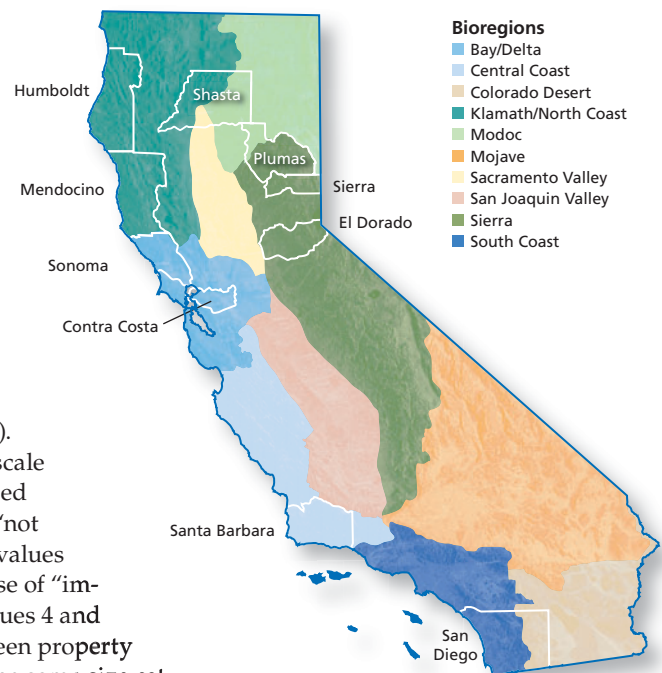 Bioregions
Bay/Delta
Central Coast
Colorado Desert
Klamath/North Coast
Modoc
Mojave
Sacramento Valley
San Joaquin Valley
Sierra
South Coast
Humboldt
Shasta
Plumas
Mendocino
Sierra
El Dorado
Sonoma
Contra Costa
Santa Barbara
San
Diego
).
scale
ed
“not
values
se of “im-
ues 4 and
een property